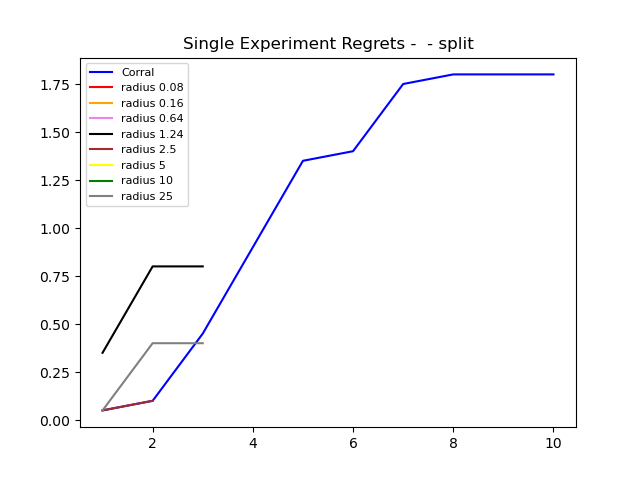 Single Experiment Regrets -  - split
Corral
radius 0.08
radius 0.16
radius 0.64
radius 1.24
radius 2.5
radius 5
radius 10
radius 25
1.75
1.50
1.25
1.00
0.75
0.50
0.25
0.00
2 4 6 8 10